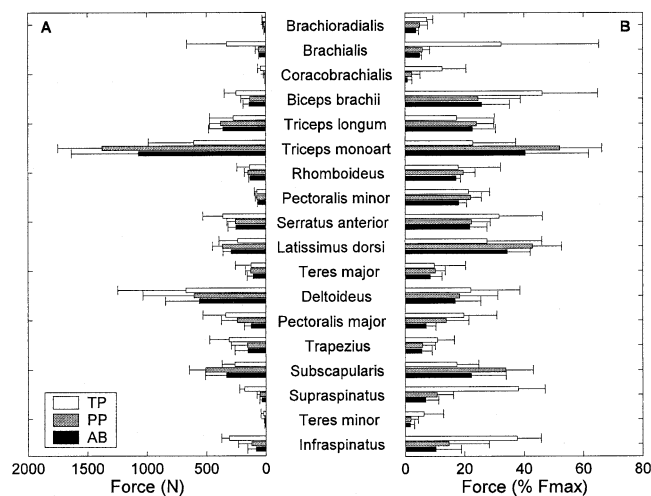 A
B
Brachioradialis
Brachialis
Coracobrachialis
Biceps brachii
Triceps longum
Triceps monoart
Rhomboideus
Pectoralis minor
Serratus anterior
Latissimus dorsi
Teres major
Deltoideus
Pectoralis major
Trapezius
Subscapularis
Supraspinatus
Teres minor
Infraspinatus
TP
PP
AB
2000 1500 1000 500 0
0 20 40 60 80
Force (N)
Force (% Fmax)